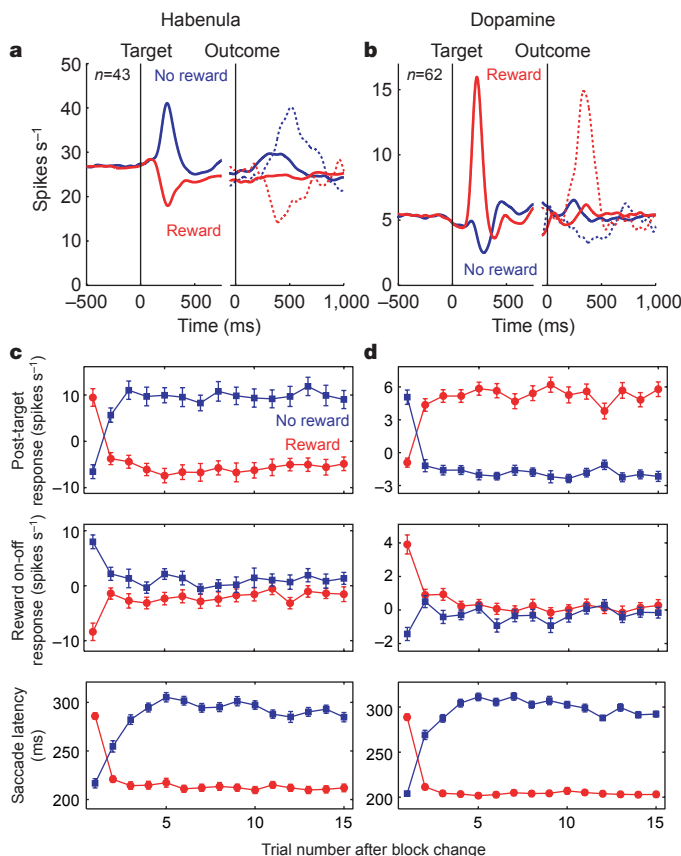 Habenula
Dopamine
a
Target
Outcome
b
Target
Outcome
50
40
30
20
10
0
Spikes s⁻¹
n=43
No reward
Reward
–500
0
500
0
500
1,000
Time (ms)
15
10
5
0
n=62
Reward
No reward
–500
0
500
0
500
1,000
Time (ms)
c
d
Post-target
response (spikes s⁻¹)
10
0
–10
No reward
Reward
6
3
0
–3
Reward on-off
response (spikes s⁻¹)
10
0
–10
4
2
0
–2
Saccade latency
(ms)
300
250
200
5
10
15
300
250
200
5
10
15
Trial number after block change